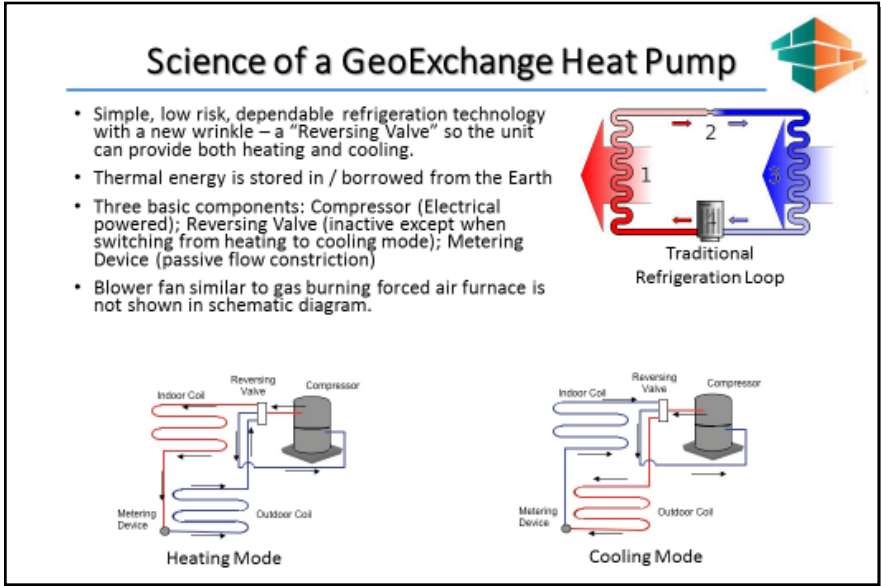 Science of a GeoExchange Heat Pump
• Simple, low risk, dependable refrigeration technology
with a new wrinkle – a “Reversing Valve” so the unit
can provide both heating and cooling.
• Thermal energy is stored in / borrowed from the Earth
• Three basic components: Compressor (Electrical
powered); Reversing Valve (inactive except when
switching from heating to cooling mode); Metering
Device (passive flow constriction)
• Blower fan similar to gas burning forced air furnace is
not shown in schematic diagram.
2
1
3
4
Traditional
Refrigeration Loop
Indoor Coil
Reversing
Valve
Compressor
Metering
Device
Outdoor Coil
Heating Mode
Indoor Coil
Reversing
Valve
Compressor
Metering
Device
Outdoor Coil
Cooling Mode